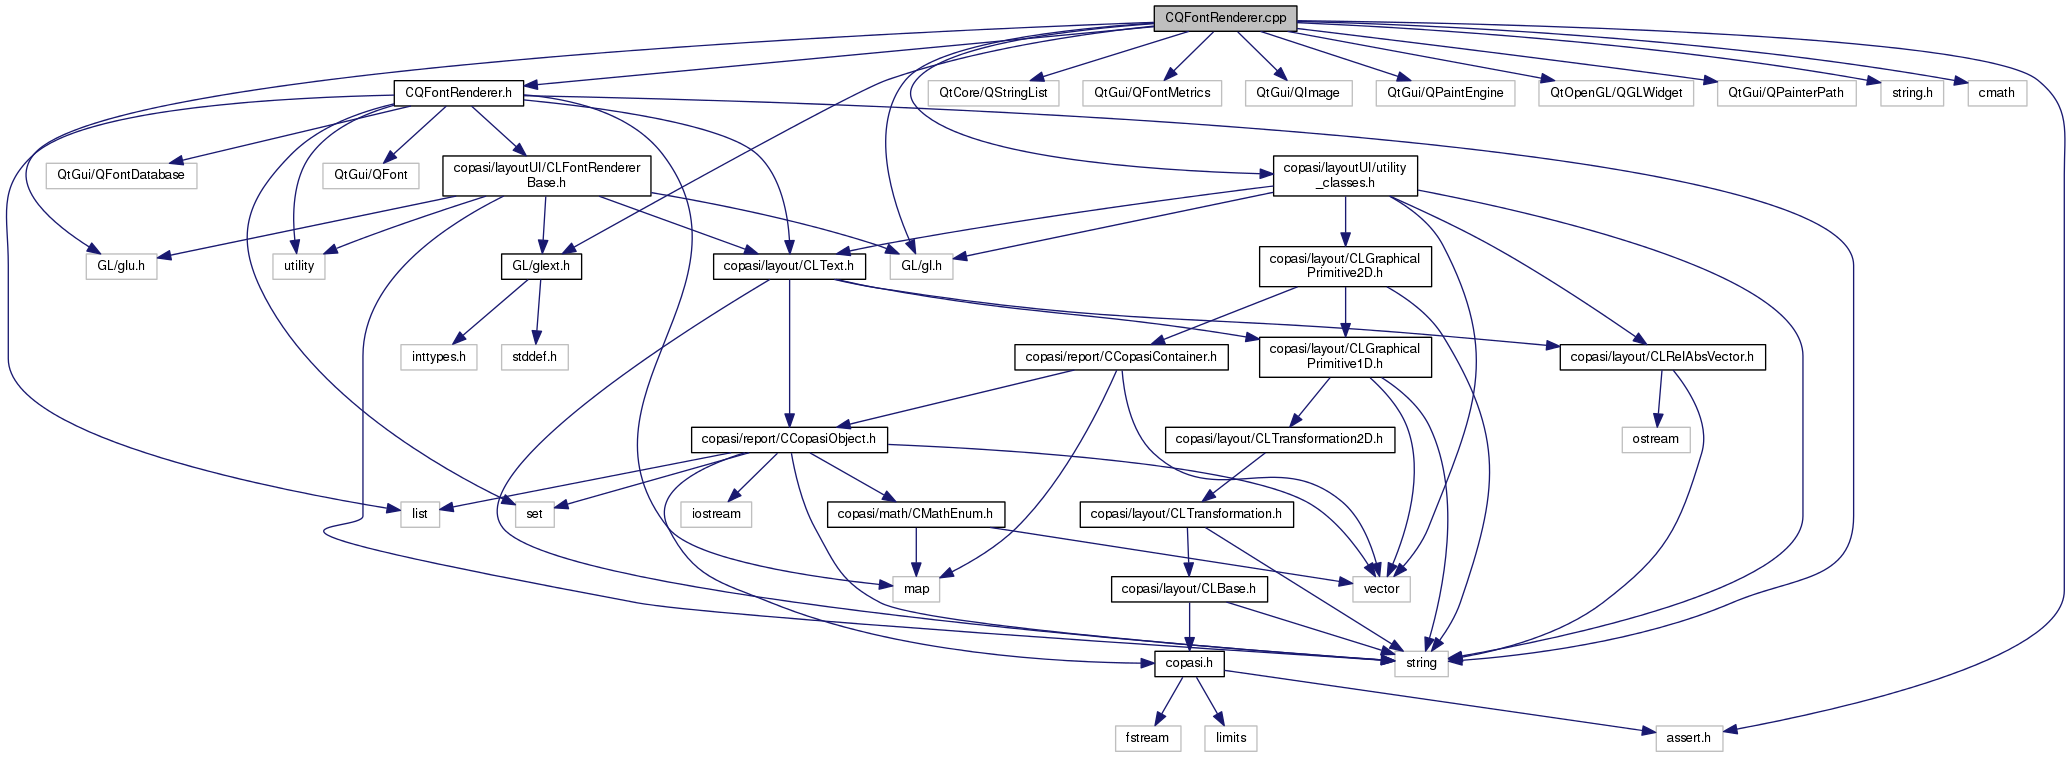 CQFontRenderer.cpp
CQFontRenderer.h
QtCore/QStringList
QtGui/QFontMetrics
QtGui/QImage
QtGui/QPaintEngine
QtOpenGL/QGLWidget
QtGui/QPainterPath
string.h
cmath
QtGui/QFontDatabase
QtGui/QFont
copasi/layoutUI/CLFontRenderer
Base.h
copasi/layoutUI/utility
_classes.h
GL/glu.h
utility
GL/glext.h
copasi/layout/CLText.h
GL/gl.h
copasi/layout/CLGraphical
Primitive2D.h
inttypes.h
stddef.h
copasi/report/CCopasiContainer.h
copasi/layout/CLGraphical
Primitive1D.h
copasi/layout/CLRelAbsVector.h
copasi/report/CCopasiObject.h
copasi/layout/CLTransformation2D.h
ostream
list
set
iostream
copasi/math/CMathEnum.h
copasi/layout/CLTransformation.h
map
copasi/layout/CLBase.h
vector
copasi.h
string
fstream
limits
assert.h